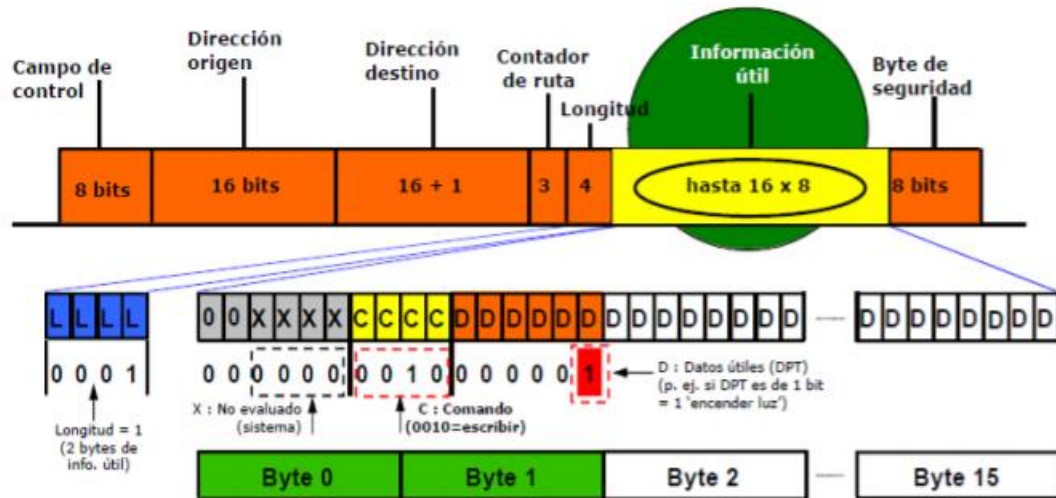 Campo de
control
Dirección
origen
Dirección
destino
Contador
de ruta
Longitud
Información
útil
Byte de
seguridad
8 bits
16 bits
16 + 1
3
4
hasta 16 x 8
8 bits
L L L L
0 0 X X X X C C C C D D D D D D D D D D D D D D
D D D D D D D D
0 0 0 1
0 0 0 0 0 0 0 0 1 0 0 0 0 0 0 1
Longitud = 1
(2 bytes de
info. útil)
X : No evaluado
(sistema)
C : Comando
(0010=escribir)
D : Datos útiles (DPT)
(p. ej. si DPT es de 1 bit
= 1 ‘encender luz’)
Byte 0
Byte 1
Byte 2
Byte 15